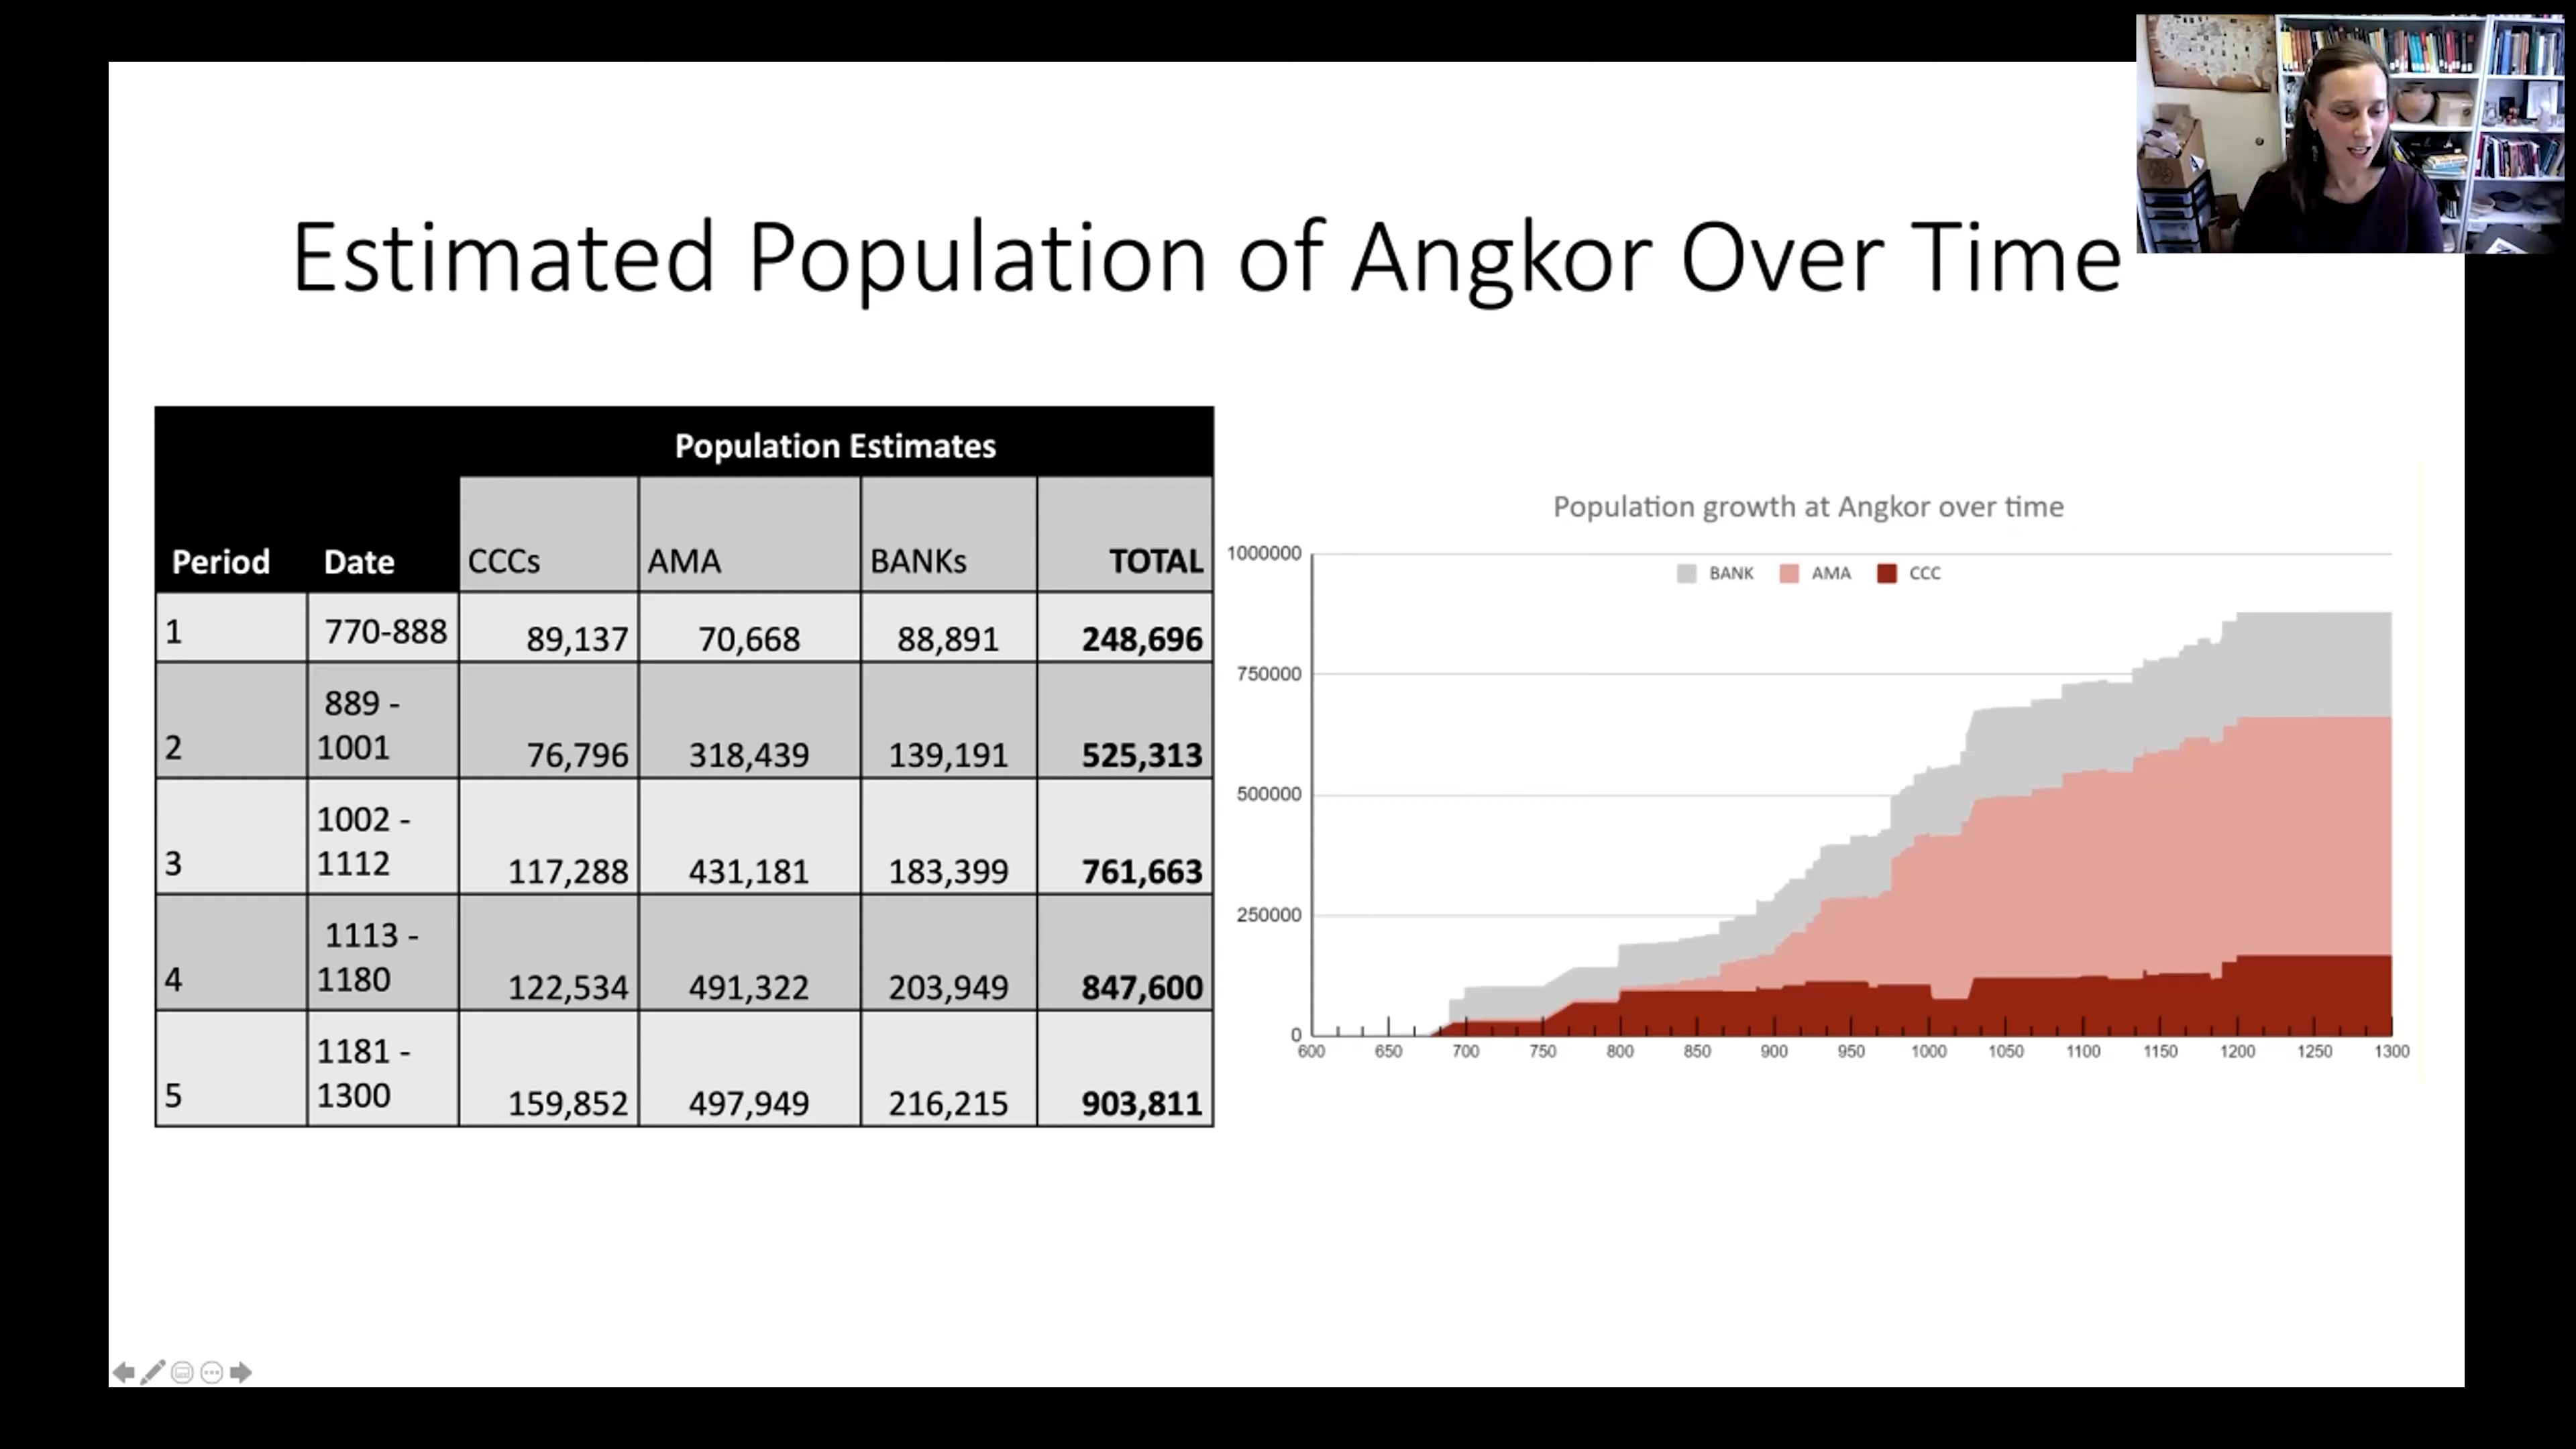 Estimated Population of Angkor Over Time
Population Estimates
Period Date CCCs AMA BANKs TOTAL
1 770-888 89,137 70,668 88,891 248,696
2 889 - 1001 76,796 318,439 139,191 525,313
3 1002 - 1112 117,288 431,181 183,399 761,663
4 1113 - 1180 122,534 491,322 203,949 847,600
5 1181 - 1300 159,852 497,949 216,215 903,811
Population growth at Angkor over time
BANK AMA CCC
1000000
750000
500000
250000
0
600 650 700 750 800 850 900 950 1000 1050 1100 1150 1200 1250 1300